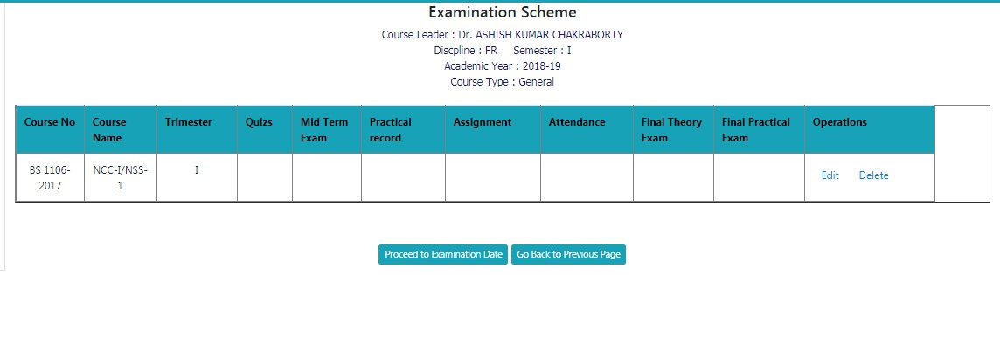 Examination Scheme
Course Leader : Dr. ASHISH KUMAR CHAKRABORTY
Discpline : FR Semester : I
Academic Year : 2018-19
Course Type : General
Course No Course Name Trimester Quizs Mid Term Exam Practical record Assignment Attendance Final Theory Exam Final Practical Exam Operations
BS 1106-2017 NCC-I/NSS-1 I Edit Delete
Proceed to Examination Date Go Back to Previous Page